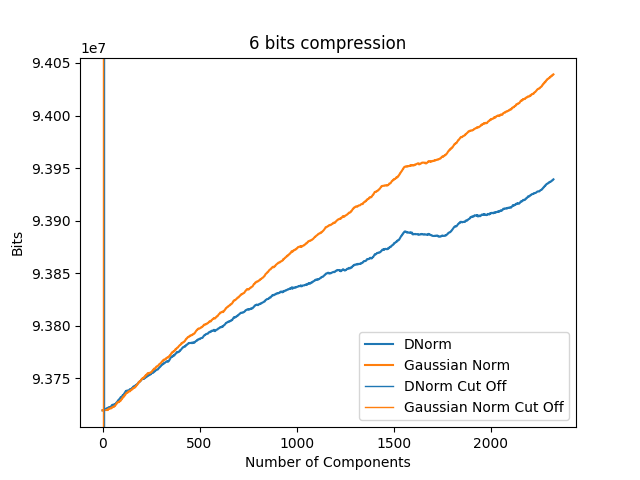 6 bits compression
1e7
9.405
9.400
9.395
9.390
9.385
9.380
9.375
Bits
0
500
1000
1500
2000
Number of Components
DNorm
Gaussian Norm
DNorm Cut Off
Gaussian Norm Cut Off